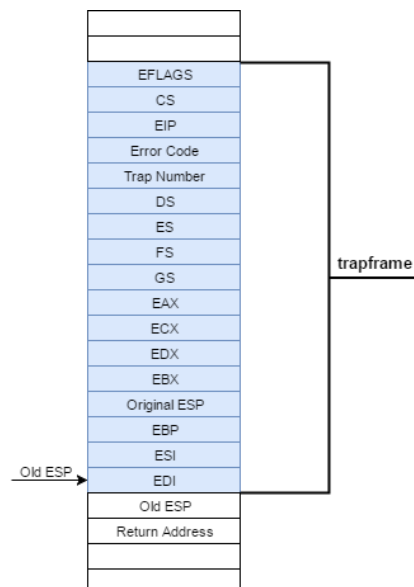 EFLAGS
CS
EIP
Error Code
Trap Number
DS
ES
FS
GS
trapframe
EAX
ECX
EDX
EBX
Original ESP
EBP
ESI
Old ESP
EDI
Old ESP
Return Address